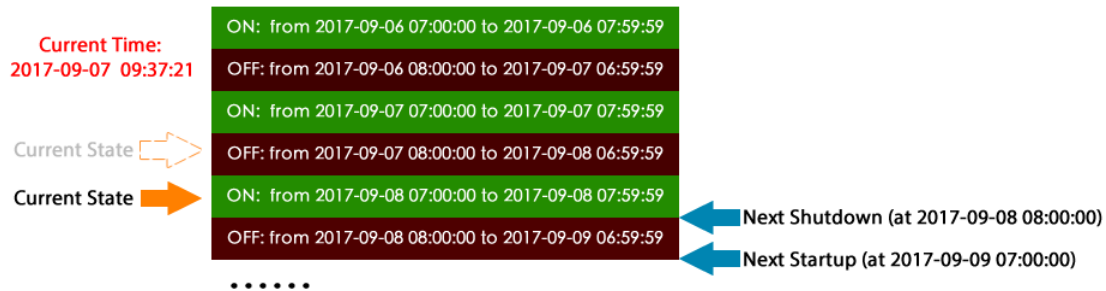 Current Time:
2017-09-07 09:37:21
ON: from 2017-09-06 07:00:00 to 2017-09-06 07:59:59
OFF: from 2017-09-06 08:00:00 to 2017-09-07 06:59:59
ON: from 2017-09-07 07:00:00 to 2017-09-07 07:59:59
Current State
OFF: from 2017-09-07 08:00:00 to 2017-09-08 06:59:59
Current State
ON: from 2017-09-08 07:00:00 to 2017-09-08 07:59:59
Next Shutdown (at 2017-09-08 08:00:00)
OFF: from 2017-09-08 08:00:00 to 2017-09-09 06:59:59
Next Startup (at 2017-09-09 07:00:00)
......